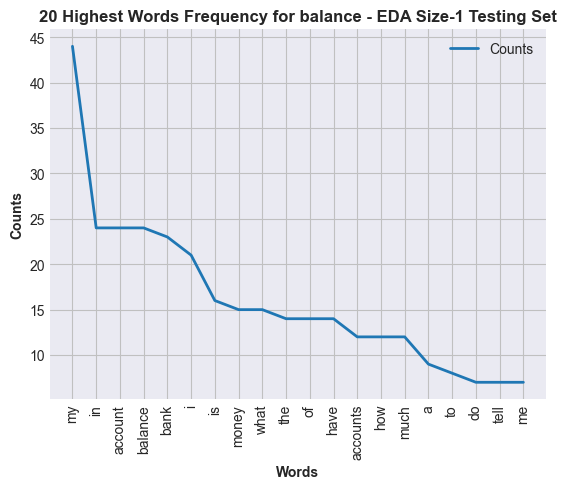 20 Highest Words Frequency for balance - EDA Size-1 Testing Set
Counts
Counts
45
40
35
30
25
20
15
10
my
in
account
balance
bank
i
is
money
what
the
of
have
accounts
how
much
a
to
do
tell
me
Words